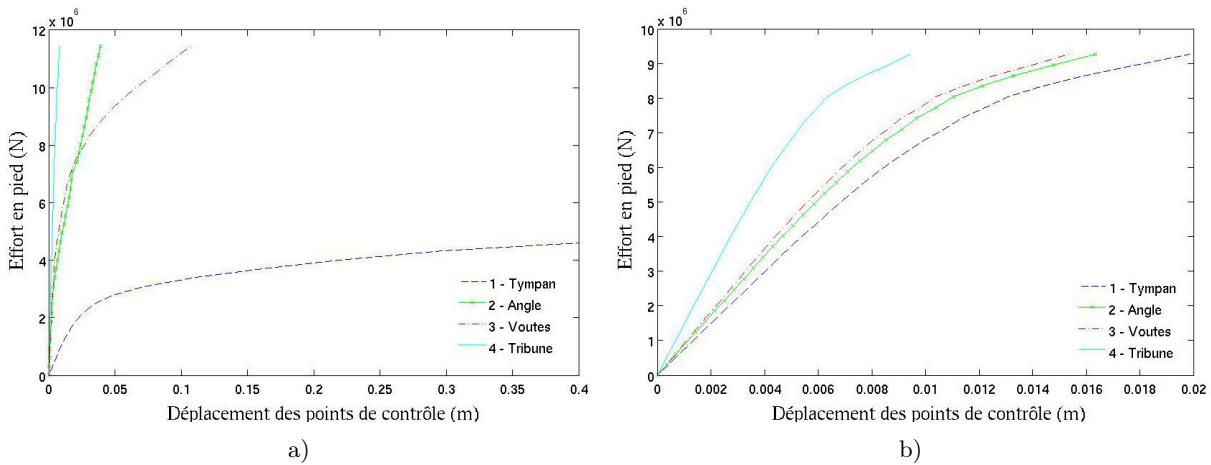 x 10⁶
12
10
8
6
4
2
0
Effort en pied (N)
0 0.05 0.1 0.15 0.2 0.25 0.3 0.35 0.4
Déplacement des points de contrôle (m)
1 - Tympan
2 - Angle
3 - Voutes
4 - Tribune
a)
x 10⁶
10
9
8
7
6
5
4
3
2
1
0
Effort en pied (N)
0 0.002 0.004 0.006 0.008 0.01 0.012 0.014 0.016 0.018 0.02
Déplacement des points de contrôle (m)
1 - Tympan
2 - Angle
3 - Voutes
4 - Tribune
b)